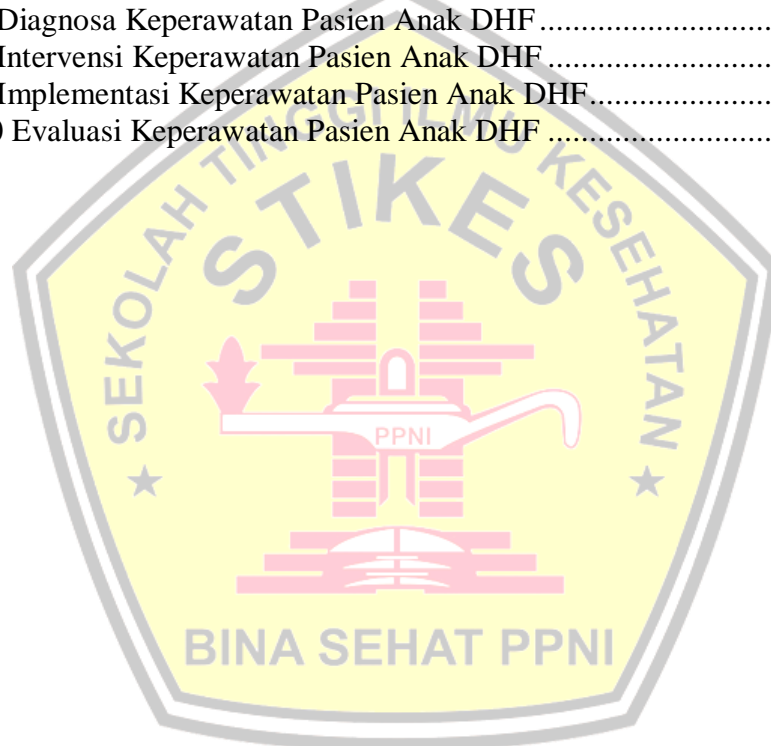 Diagnosa Keperawatan Pasien Anak DHF............................
Intervensi Keperawatan Pasien Anak DHF...........................
Implementasi Keperawatan Pasien Anak DHF......................
) Evaluasi Keperawatan Pasien Anak DHF ...........................
SEKOLAH TINGGI ILMU KESEHATAN
STIKES
PPNI
BINA SEHAT PPNI